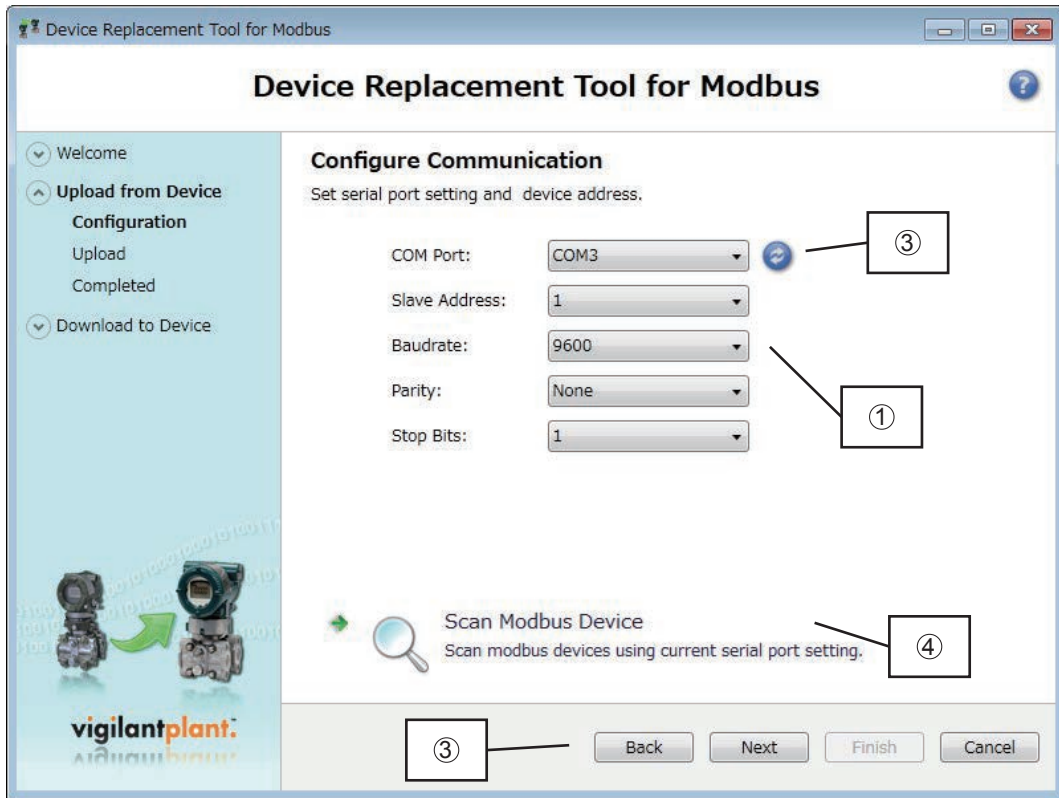 Device Replacement Tool for Modbus
Device Replacement Tool for Modbus
?
Welcome
Upload from Device
Configuration
Upload
Completed
Download to Device
Configure Communication
Set serial port setting and device address.
COM Port: COM3
③
Slave Address: 1
Baudrate: 9600
①
Parity: None
Stop Bits: 1
Scan Modbus Device
Scan modbus devices using current serial port setting.
④
vigilantplant.
③
Back Next Finish Cancel